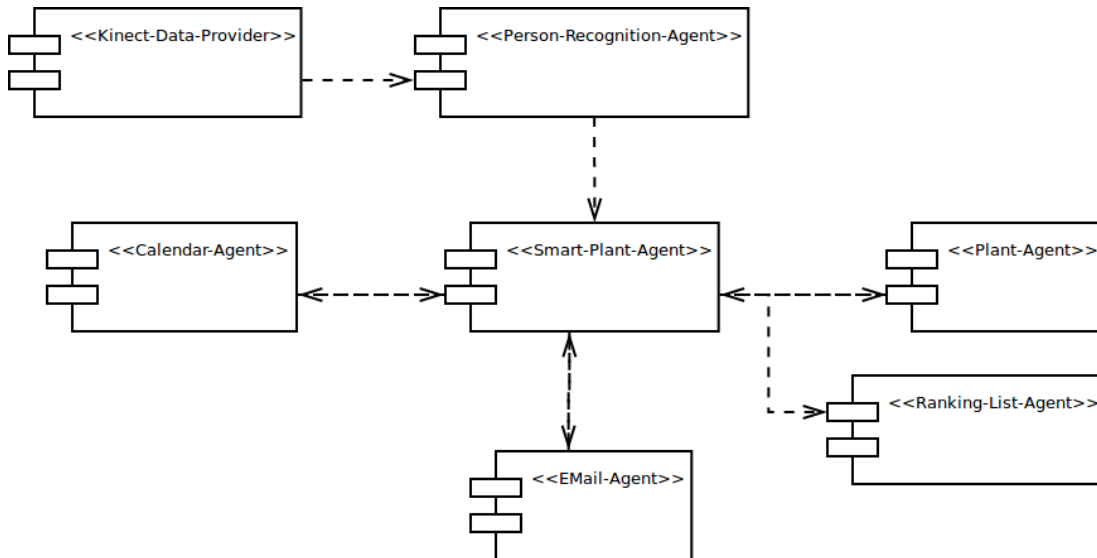 <<Kinect-Data-Provider>>
<<Person-Recognition-Agent>>
<<Calendar-Agent>>
<<Smart-Plant-Agent>>
<<Plant-Agent>>
<<Ranking-List-Agent>>
<<EMail-Agent>>